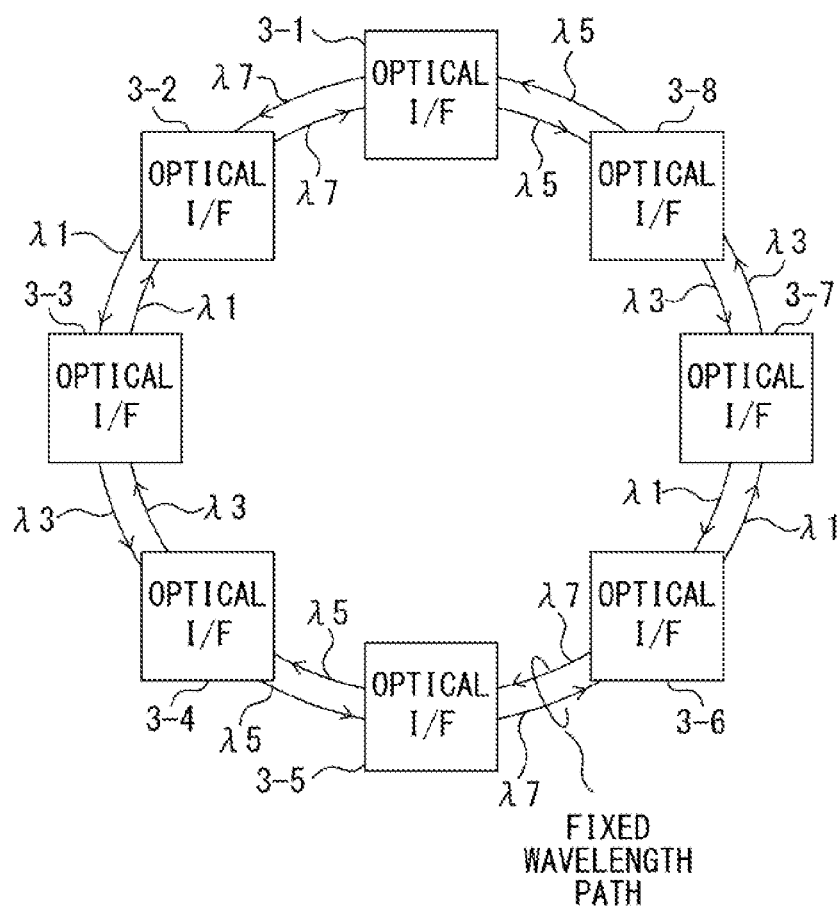 3-1
OPTICAL
I/F
λ7
λ5
3-2
3-8
OPTICAL
I/F
λ7
λ5
OPTICAL
I/F
λ1
λ3
3-3
λ1
λ3
3-7
OPTICAL
I/F
OPTICAL
I/F
λ3
λ3
λ1
λ1
OPTICAL
I/F
λ5
λ7
OPTICAL
I/F
OPTICAL
I/F
3-4
λ5
3-6
3-5
λ7
FIXED
WAVELENGTH
PATH